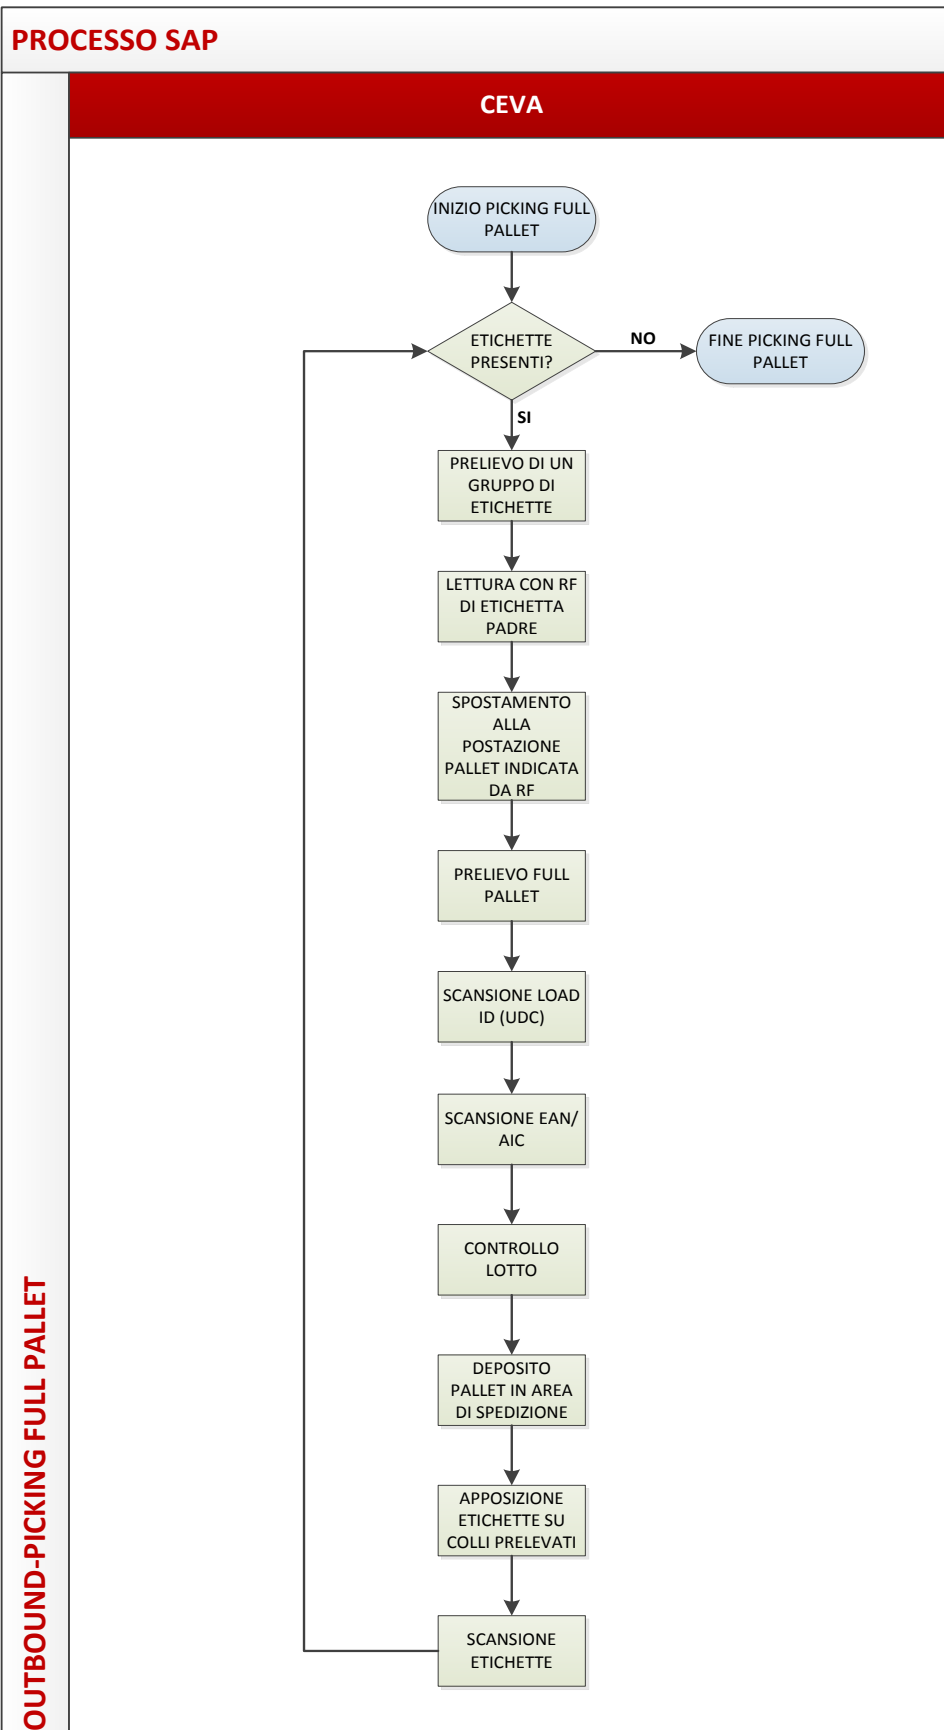 PROCESSO SAP
CEVA
INIZIO PICKING FULL
PALLET
ETICHETTE
PRESENTI?
NO
FINE PICKING FULL
PALLET
SI
PRELIEVO DI UN
GRUPPO DI
ETICHETTE
LETTURA CON RF
DI ETICHETTA
PADRE
SPOSTAMENTO
ALLA
POSTAZIONE
PALLET INDICATA
DA RF
PRELIEVO FULL
PALLET
SCANSIONE LOAD
ID (UDC)
SCANSIONE EAN/
AIC
CONTROLLO
LOTTO
DEPOSITO
PALLET IN AREA
DI SPEDIZIONE
APPOSIZIONE
ETICHETTE SU
COLLI PRELEVATI
SCANSIONE
ETICHETTE
OUTBOUND-PICKING FULL PALLET